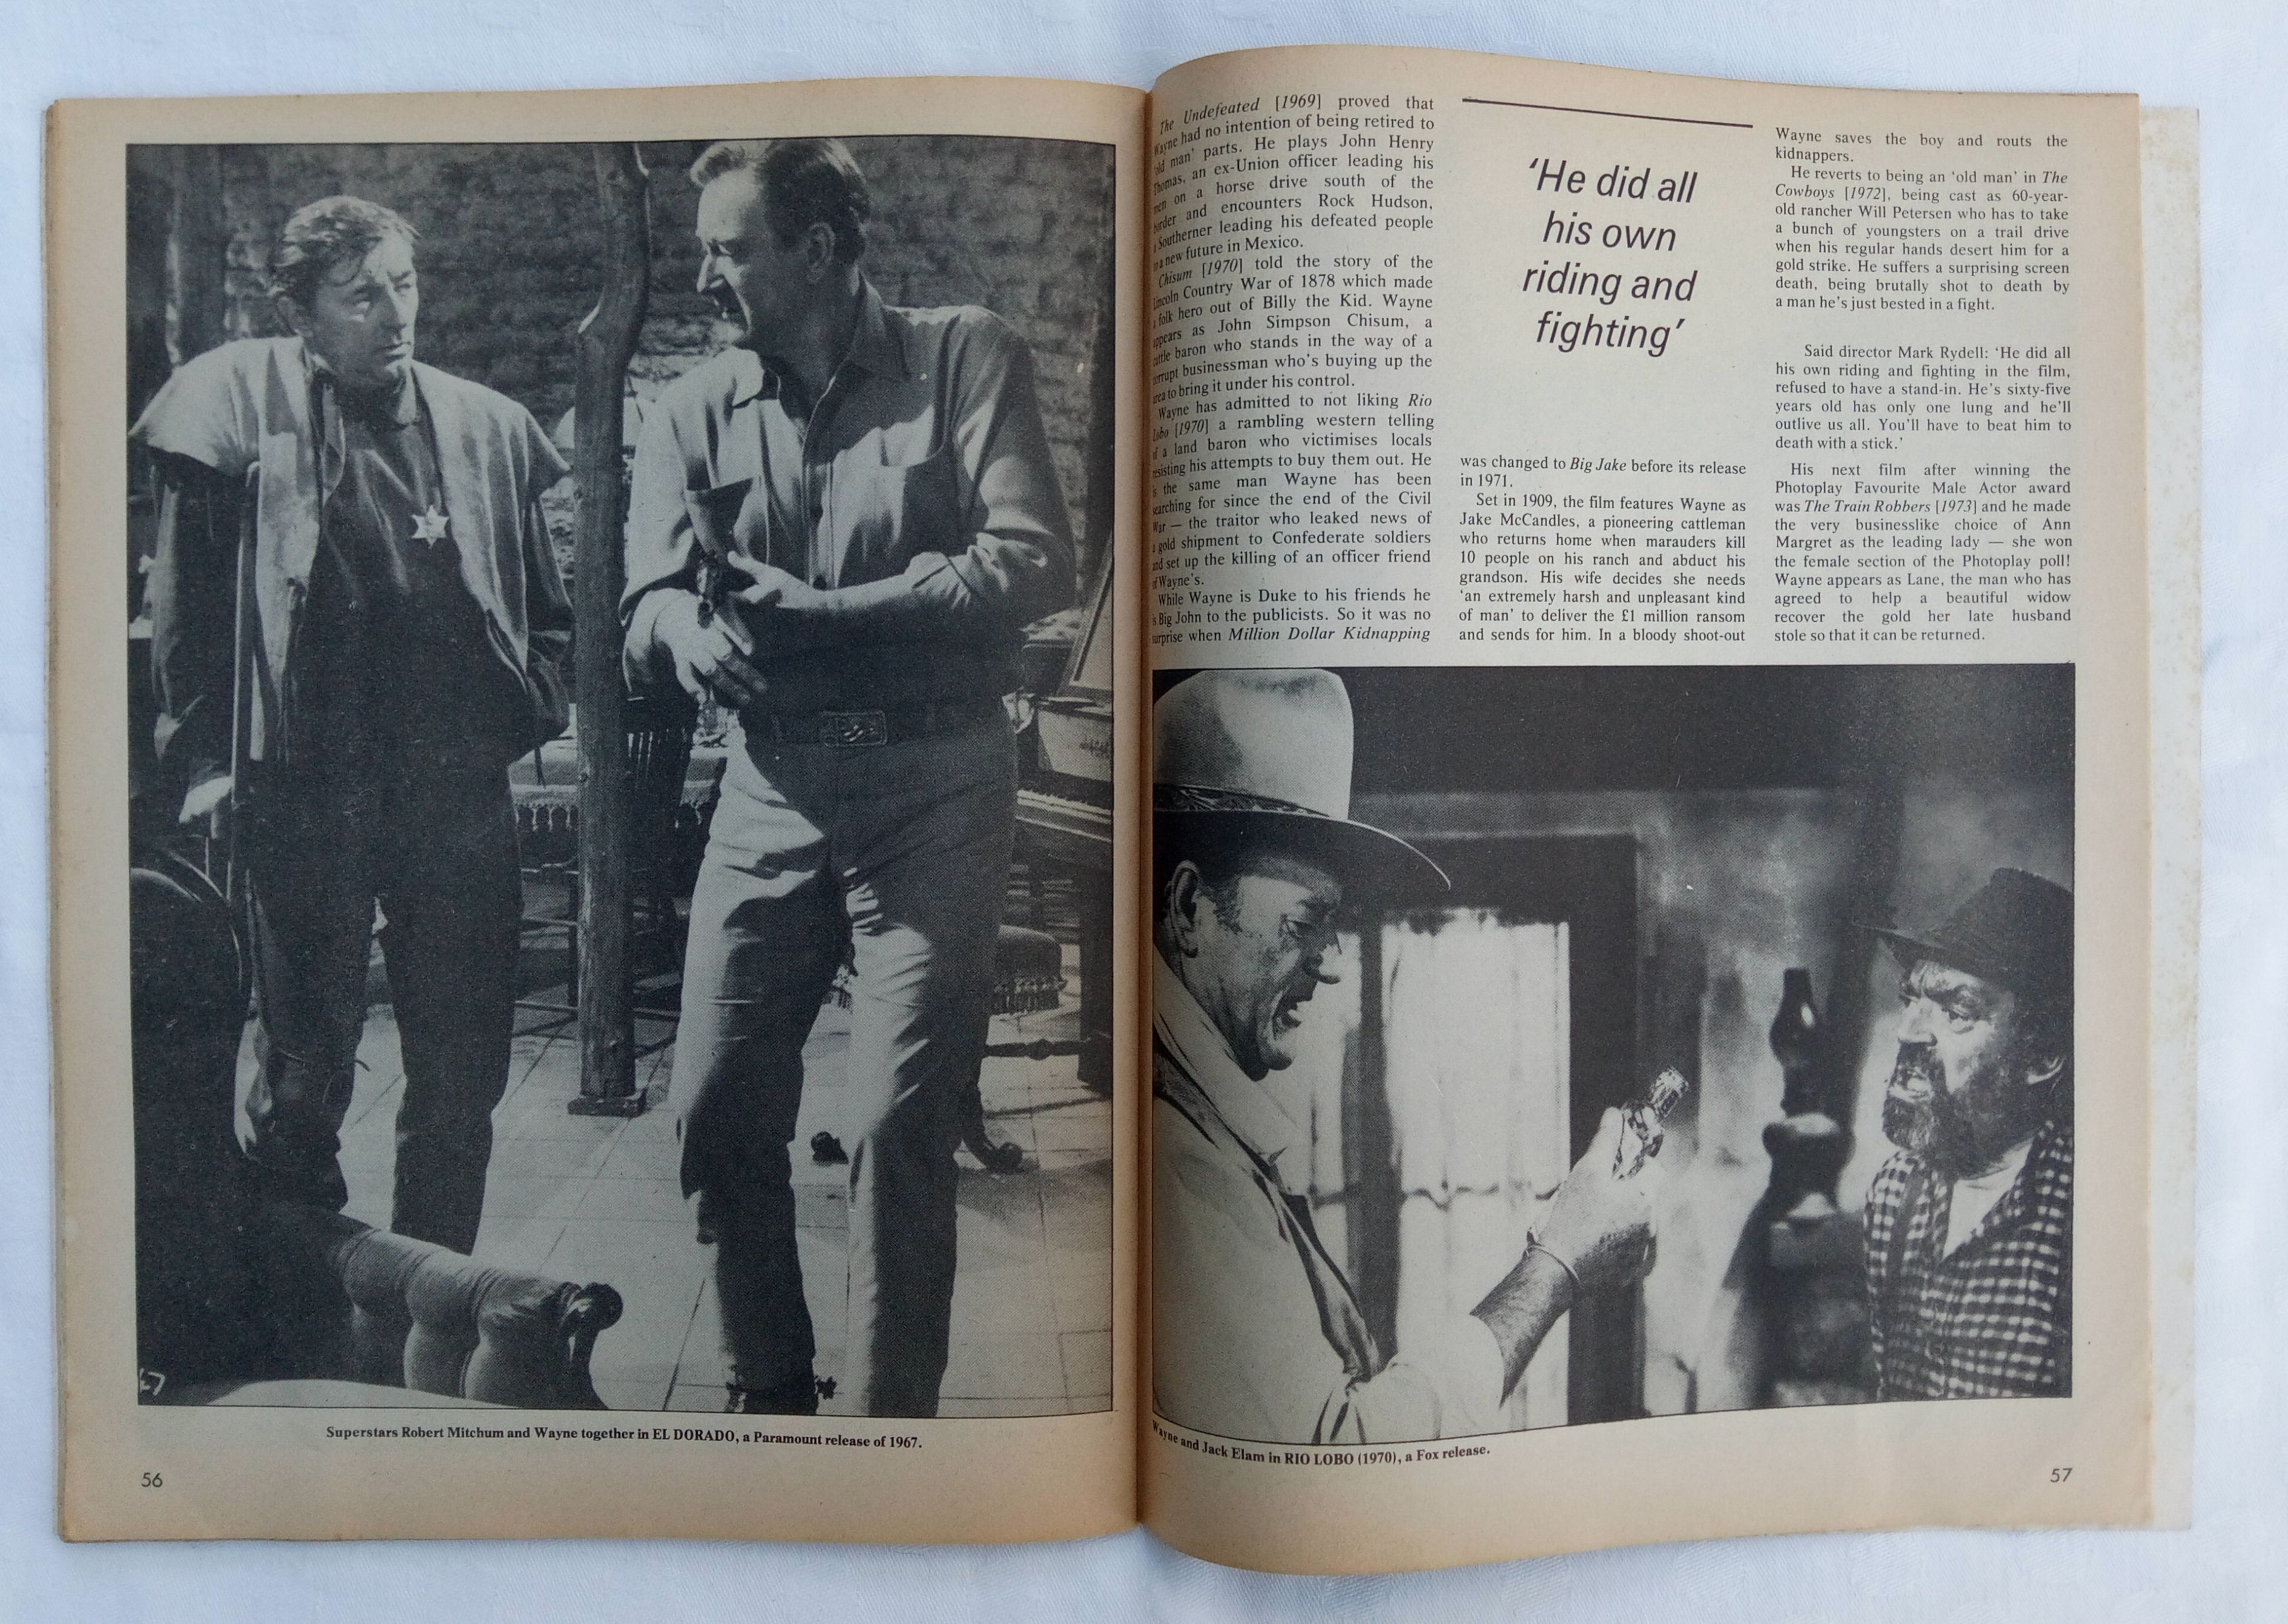 Superstars Robert Mitchum and Wayne together in EL DORADO, a Paramount release of 1967.
56
The Undefeated [1969] proved that
Wayne had no intention of being retired to
'old man' parts. He plays John Henry
Thomas, an ex-Union officer leading his
men on a horse drive south of the
border and encounters Rock Hudson,
a Southerner leading his defeated people
to a new future in Mexico.
Chisum [1970] told the story of the
Lincoln Country War of 1878 which made
a folk hero out of Billy the Kid. Wayne
appears as John Simpson Chisum, a
cattle baron who stands in the way of a
corrupt businessman who's buying up the
area to bring it under his control.
Wayne has admitted to not liking Rio
Lobo [1970] a rambling western telling
of a land baron who victimises locals
resisting his attempts to buy them out. He
is the same man Wayne has been
searching for since the end of the Civil
War — the traitor who leaked news of
a gold shipment to Confederate soldiers
and set up the killing of an officer friend
of Wayne's.
While Wayne is Duke to his friends he
is Big John to the publicists. So it was no
surprise when Million Dollar Kidnapping
'He did all
his own
riding and
fighting'
was changed to Big Jake before its release
in 1971.
Set in 1909, the film features Wayne as
Jake McCandles, a pioneering cattleman
who returns home when marauders kill
10 people on his ranch and abduct his
grandson. His wife decides she needs
'an extremely harsh and unpleasant kind
of man' to deliver the £1 million ransom
and sends for him. In a bloody shoot-out
Wayne saves the boy and routs the
kidnappers.
He reverts to being an 'old man' in The
Cowboys [1972], being cast as 60-year-
old rancher Will Petersen who has to take
a bunch of youngsters on a trail drive
when his regular hands desert him for a
gold strike. He suffers a surprising screen
death, being brutally shot to death by
a man he's just bested in a fight.
Said director Mark Rydell: 'He did all
his own riding and fighting in the film,
refused to have a stand-in. He's sixty-five
years old has only one lung and he'll
outlive us all. You'll have to beat him to
death with a stick.'
His next film after winning the
Photoplay Favourite Male Actor award
was The Train Robbers [1973] and he made
the very businesslike choice of Ann
Margret as the leading lady — she won
the female section of the Photoplay poll!
Wayne appears as Lane, the man who has
agreed to help a beautiful widow
recover the gold her late husband
stole so that it can be returned.
Wayne and Jack Elam in RIO LOBO (1970), a Fox release.
57